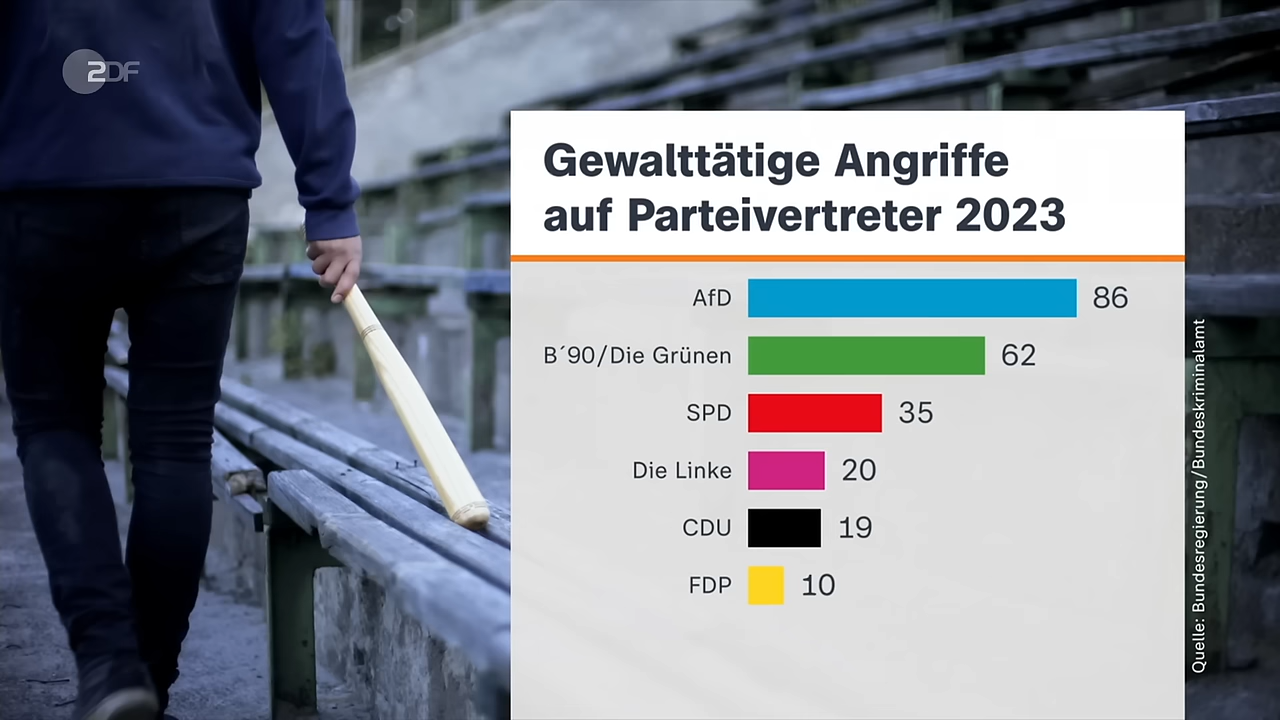 ZDF
Gewalttätige Angriffe
auf Parteivertreter 2023
AfD 86
B´90/Die Grünen 62
SPD 35
Die Linke 20
CDU 19
FDP 10
Quelle: Bundesregierung/Bundeskriminalamt